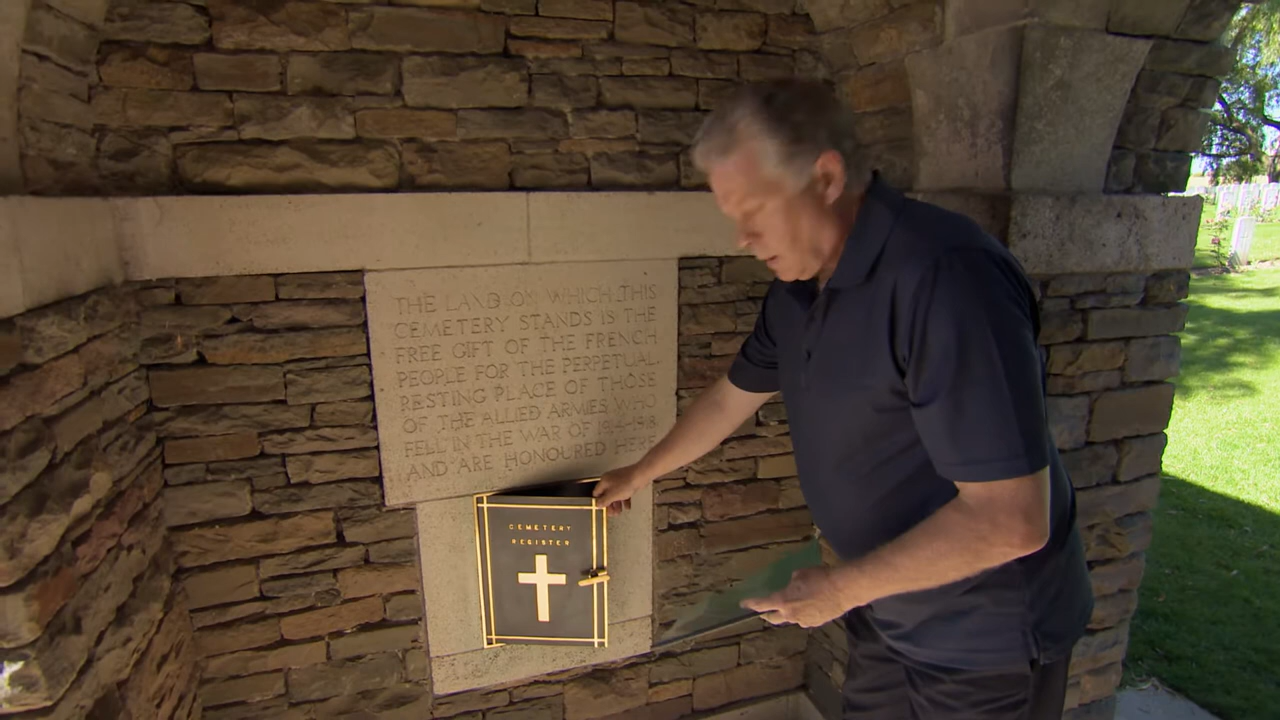 THE LAND ON WHICH THIS
CEMETERY STANDS IS THE
FREE GIFT OF THE FRENCH
PEOPLE FOR THE PERPETUAL
RESTING PLACE OF THOSE
OF THE ALLIED ARMIES WHO
FELL IN THE WAR OF 1914-1918
AND ARE HONOURED HERE
CEMETERY
REGISTER